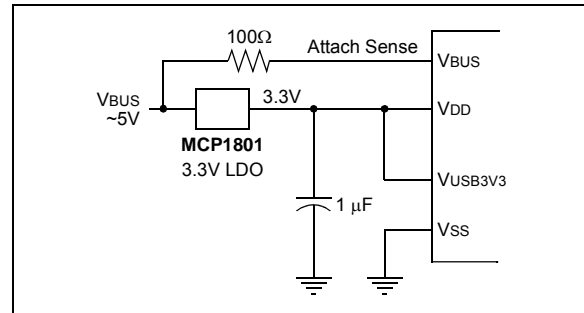 100Ω
Attach Sense
VBUS
VBUS
~5V
3.3V
VDD
MCP1801
3.3V LDO
VUSB3V3
1 μF
VSS